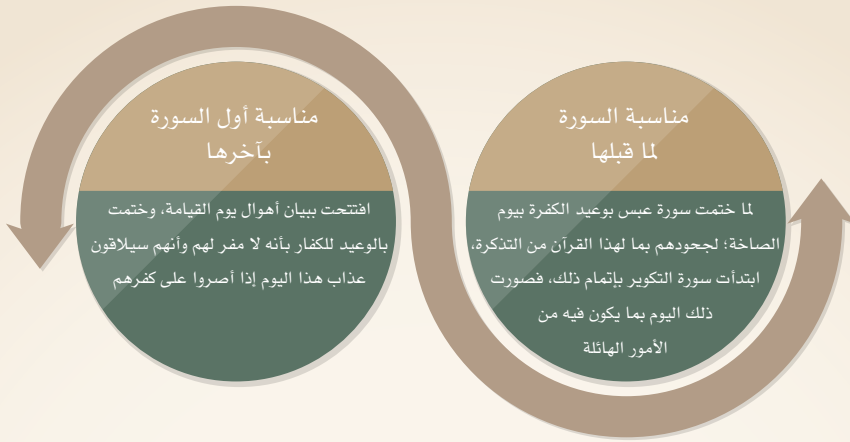 مناسبة السورة
لما قبلها
لما ختمت سورة عبس بوعيد الكفرة بيوم
الصاخة؛ لجحودهم بما لهذا القرآن من التذكرة،
ابتدأت سورة التكوير بإتمام ذلك، فصورت
ذلك اليوم بما يكون فيه من
الأمور الهائلة
مناسبة أول السورة
بآخرها
افتتحت ببيان أهوال يوم القيامة، وختمت
بالوعيد للكفار بأنه لا مفر لهم وأنهم سيلاقون
عذاب هذا اليوم إذا أصروا على كفرهم